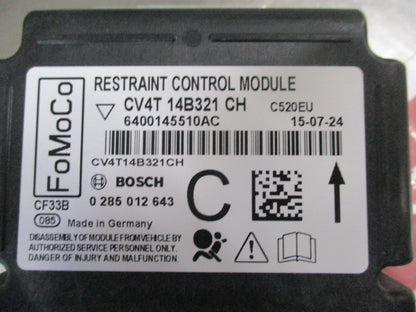 FoMoCo
RESTRAINT CONTROL MODULE
CV4T 14B321 CH C520EU
6400145510AC 15-07-24
CV4T14B321CH
BOSCH
CF33B 0 285 012 643 C
085 Made in Germany
DISASSEMBLY OF MODULE FROM VEHICLE BY
AUTHORIZED SERVICE PERSONNEL ONLY.
DANGER OF INJURY AND MALFUNCTION.